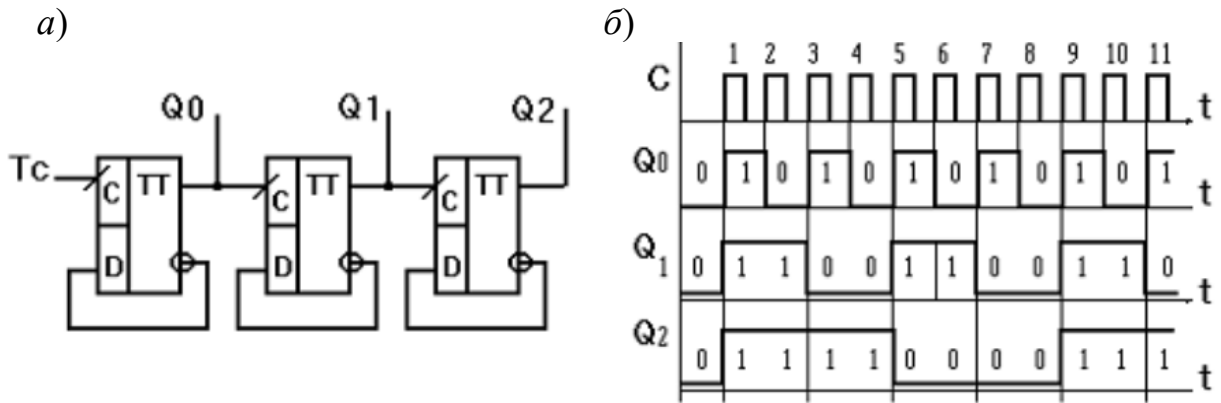 а)
Q0 Q1 Q2
Tc C TT C TT C TT
D D D
б)
1 2 3 4 5 6 7 8 9 10 11
C t
Q0 0 1 0 1 0 1 0 1 0 1 0 1 t
Q1 0 1 1 0 0 1 1 0 0 1 1 0 t
Q2 0 1 1 1 1 0 0 0 0 1 1 1 t